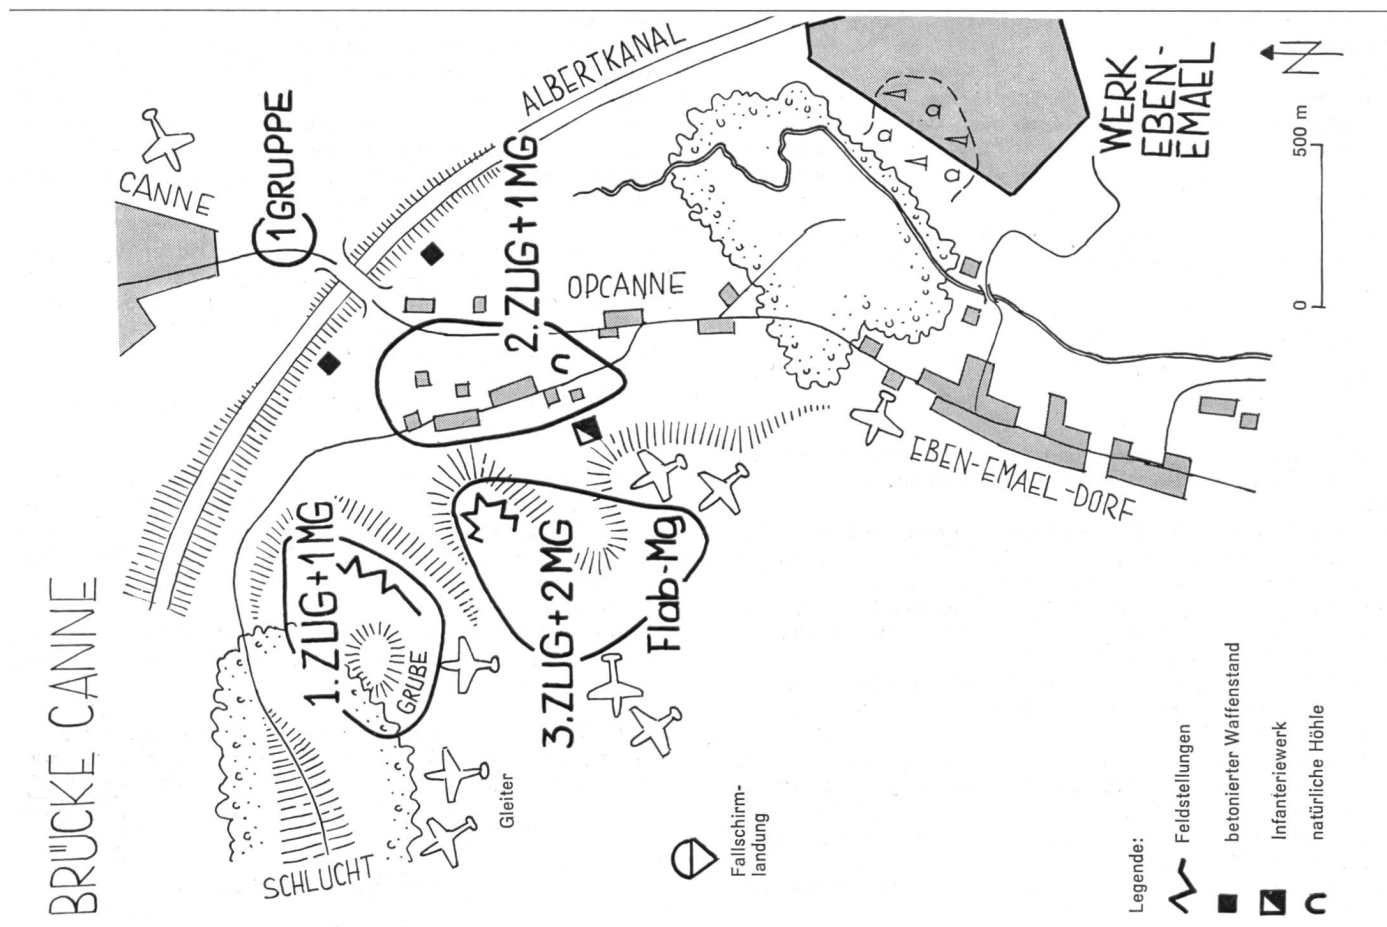 BRÜCKE CANNE
CANNE
1 GRUPPE
ALBERTKANAL
WERK
EBEN-
EMAEL
N
500 m
0
2. ZUG + 1 MG
OPCANNE
EBEN-EMAEL-DORF
1. ZUG + 1 MG
GRUBE
3. ZUG + 2 MG
Flab-Mg
SCHLUCHT
Gleiter
Fallschirm-
landung
Legende:
Feldstellungen
betonierter Waffenstand
Infanteriewerk
natürliche Höhle